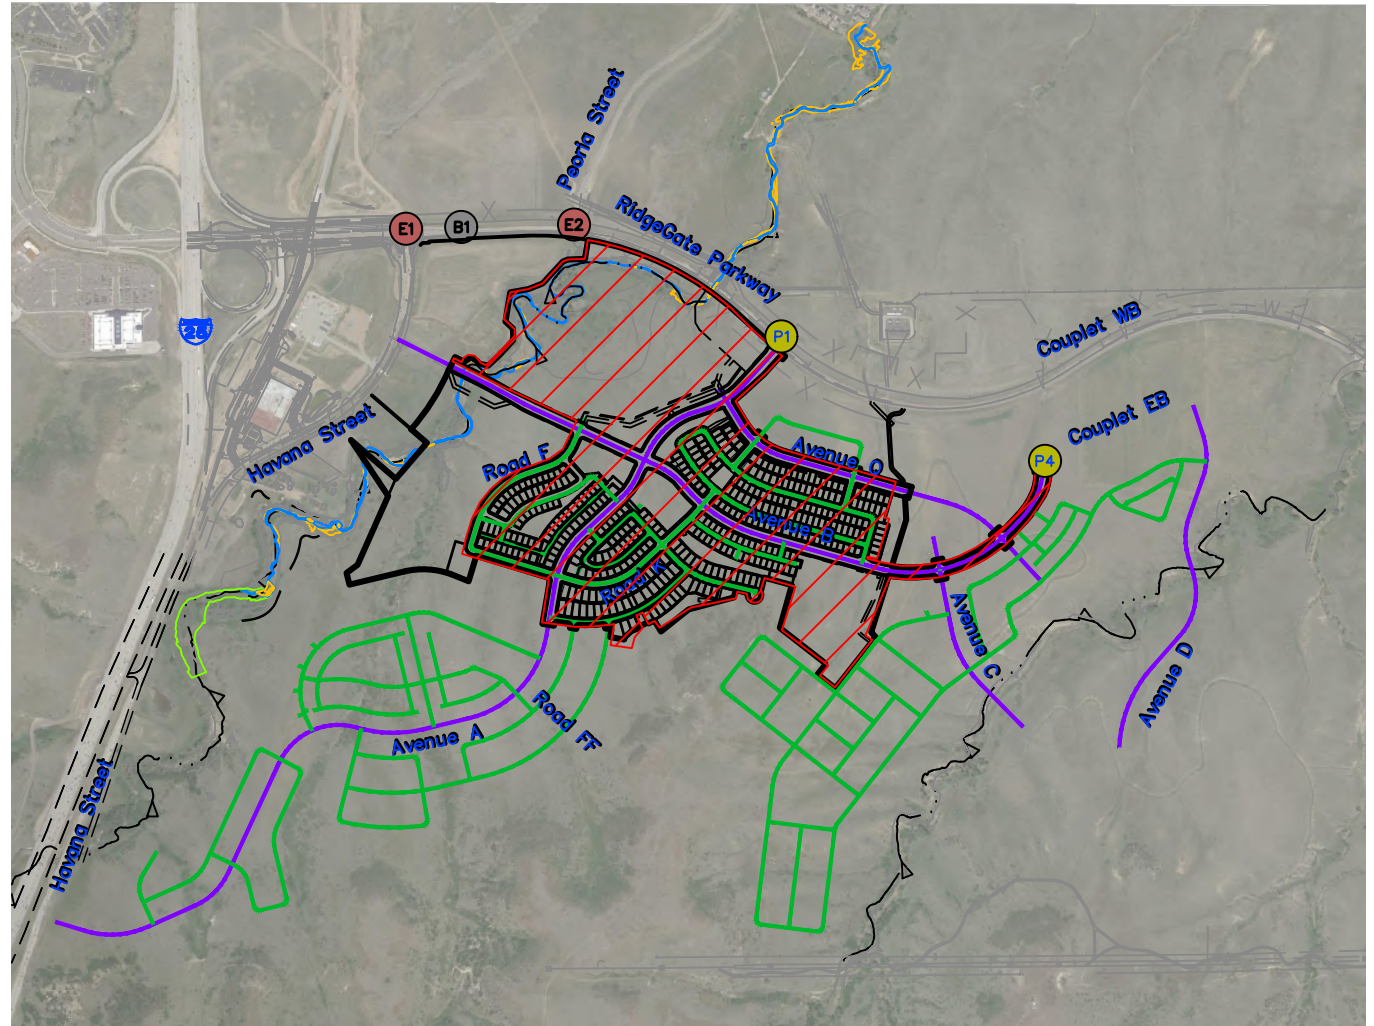 Peoria Street
RidgeGate Parkway
E1
B1
E2
P1
25
Couplet WB
Couplet EB
Havana Street
Road F
Avenue O
P4
Avenue B
Road K
Avenue C
Avenue D
Road FF
Avenue A
Havana Street